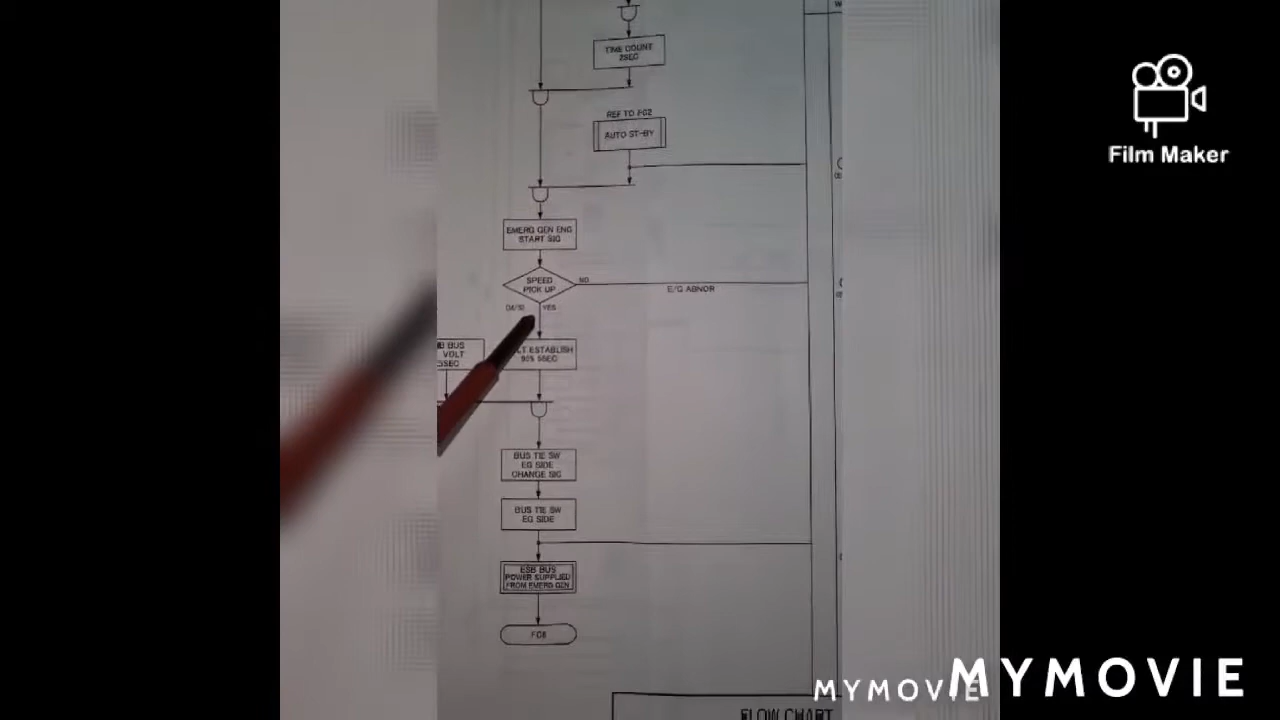 TIME COUNT
2SEC
REF TO FG2
AUTO ST-BY
EMERG GEN ENG
START SIG
SPEED
PICK UP
NO
E/G ABNOR
YES
BUS
VOLT
ESTABLISH
95% 5SEC
BUS TIE SW
EG SIDE
CHANGE SIG
BUS TIE SW
EG SIDE
ESB BUS
POWER SUPPLIED
FROM EMERG GEN
FLOW CHART
Film Maker
MYMOVIE
MYMOVIE